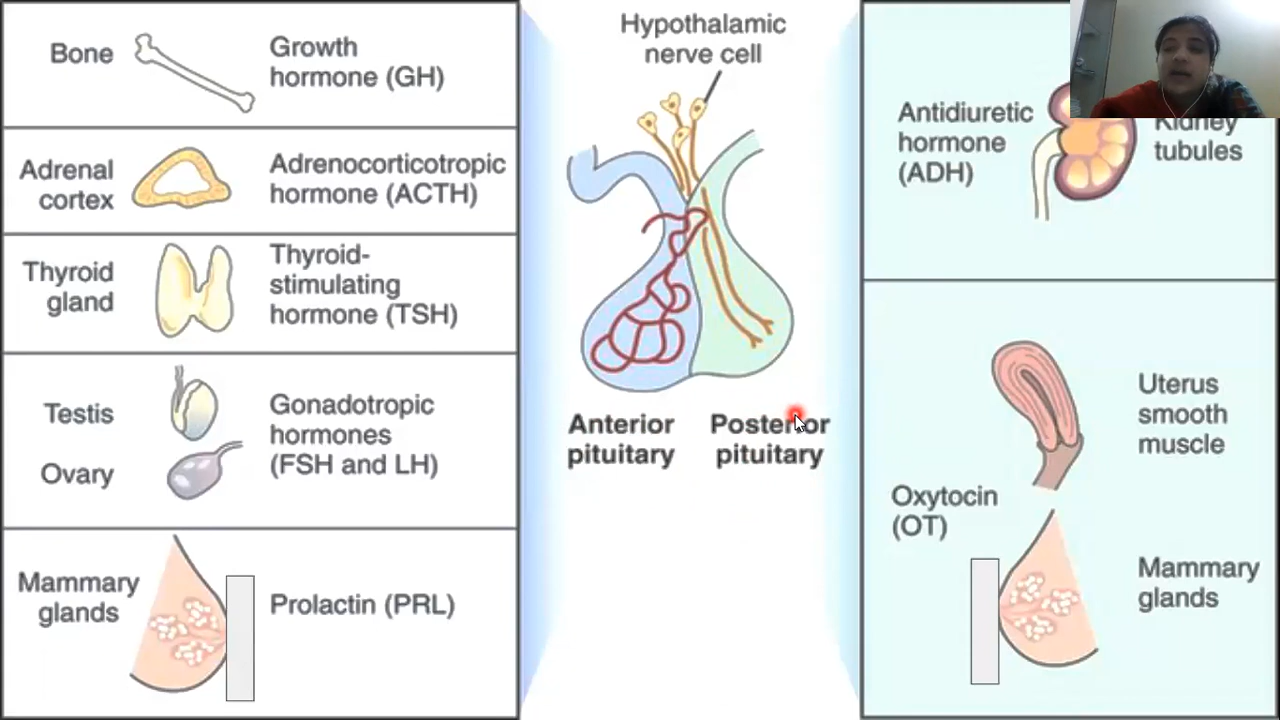 Bone
Growth
hormone (GH)
Adrenal
cortex
Adrenocorticotropic
hormone (ACTH)
Thyroid
gland
Thyroid-
stimulating
hormone (TSH)
Testis
Ovary
Gonadotropic
hormones
(FSH and LH)
Mammary
glands
Prolactin (PRL)
Hypothalamic
nerve cell
Anterior
pituitary
Posterior
pituitary
Antidiuretic
hormone
(ADH)
Kidney
tubules
Oxytocin
(OT)
Uterus
smooth
muscle
Mammary
glands